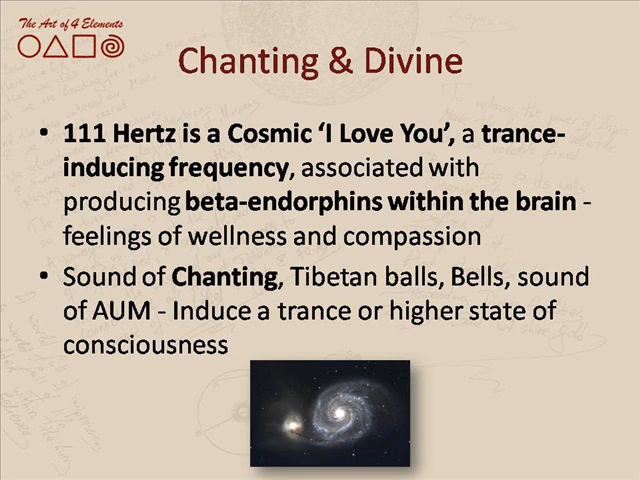 The Art of 4 Elements
Chanting & Divine
• 111 Hertz is a Cosmic ‘I Love You’, a trance-
inducing frequency, associated with
producing beta-endorphins within the brain -
feelings of wellness and compassion
• Sound of Chanting, Tibetan balls, Bells, sound
of AUM - Induce a trance or higher state of
consciousness